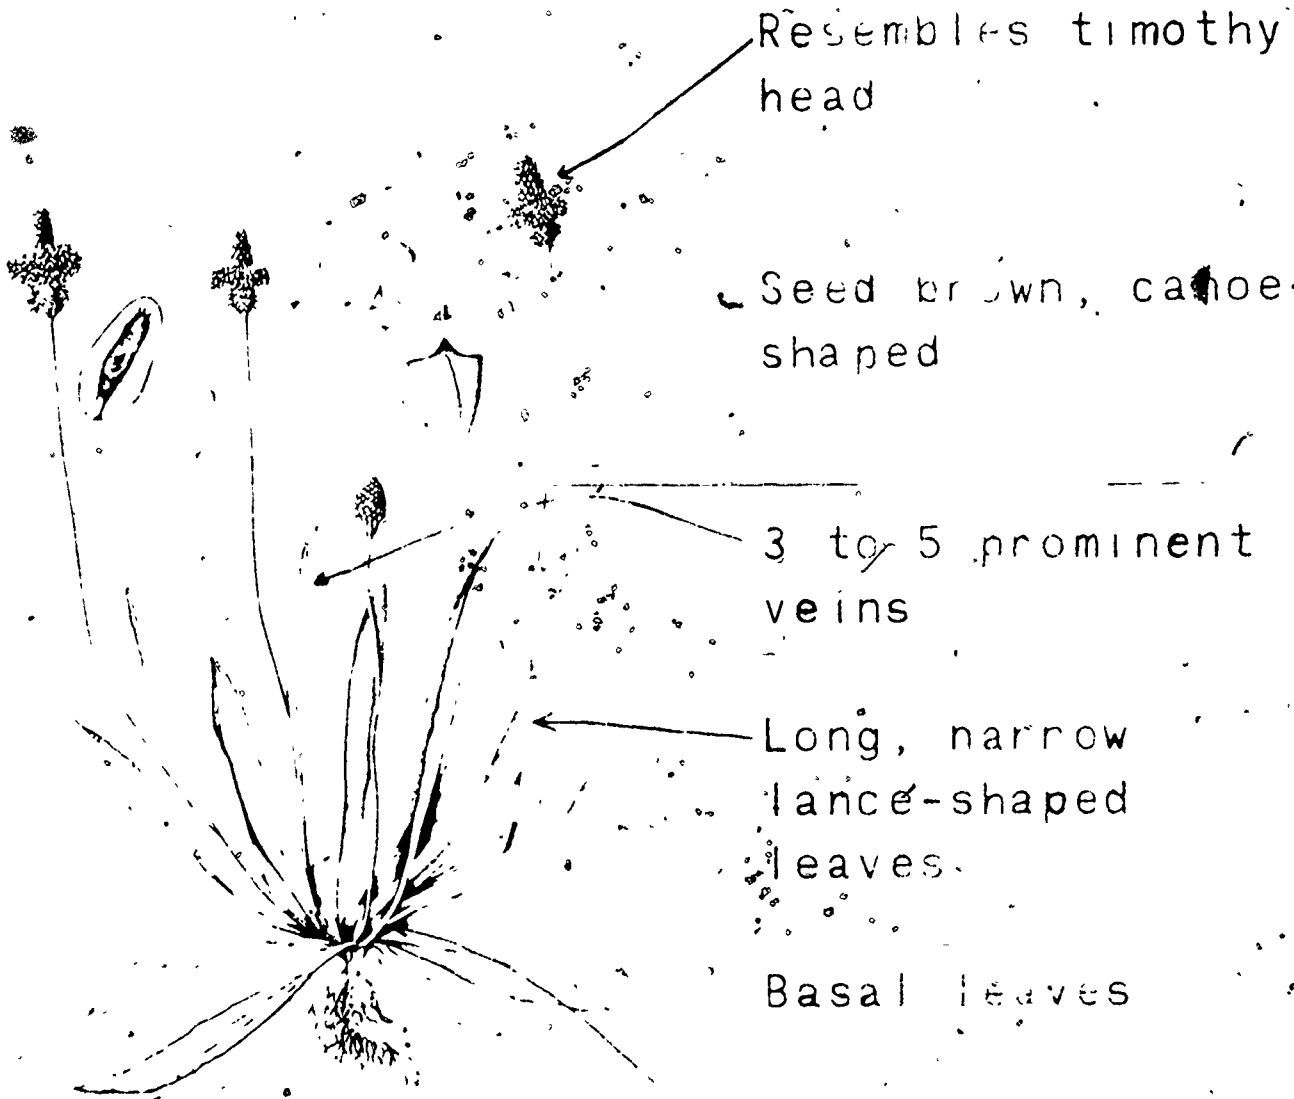 Resembles timothy
head
Seed brown, canoe-
shaped
3 to 5 prominent
veins
Long, narrow
lance-shaped
leaves.
Basal leaves